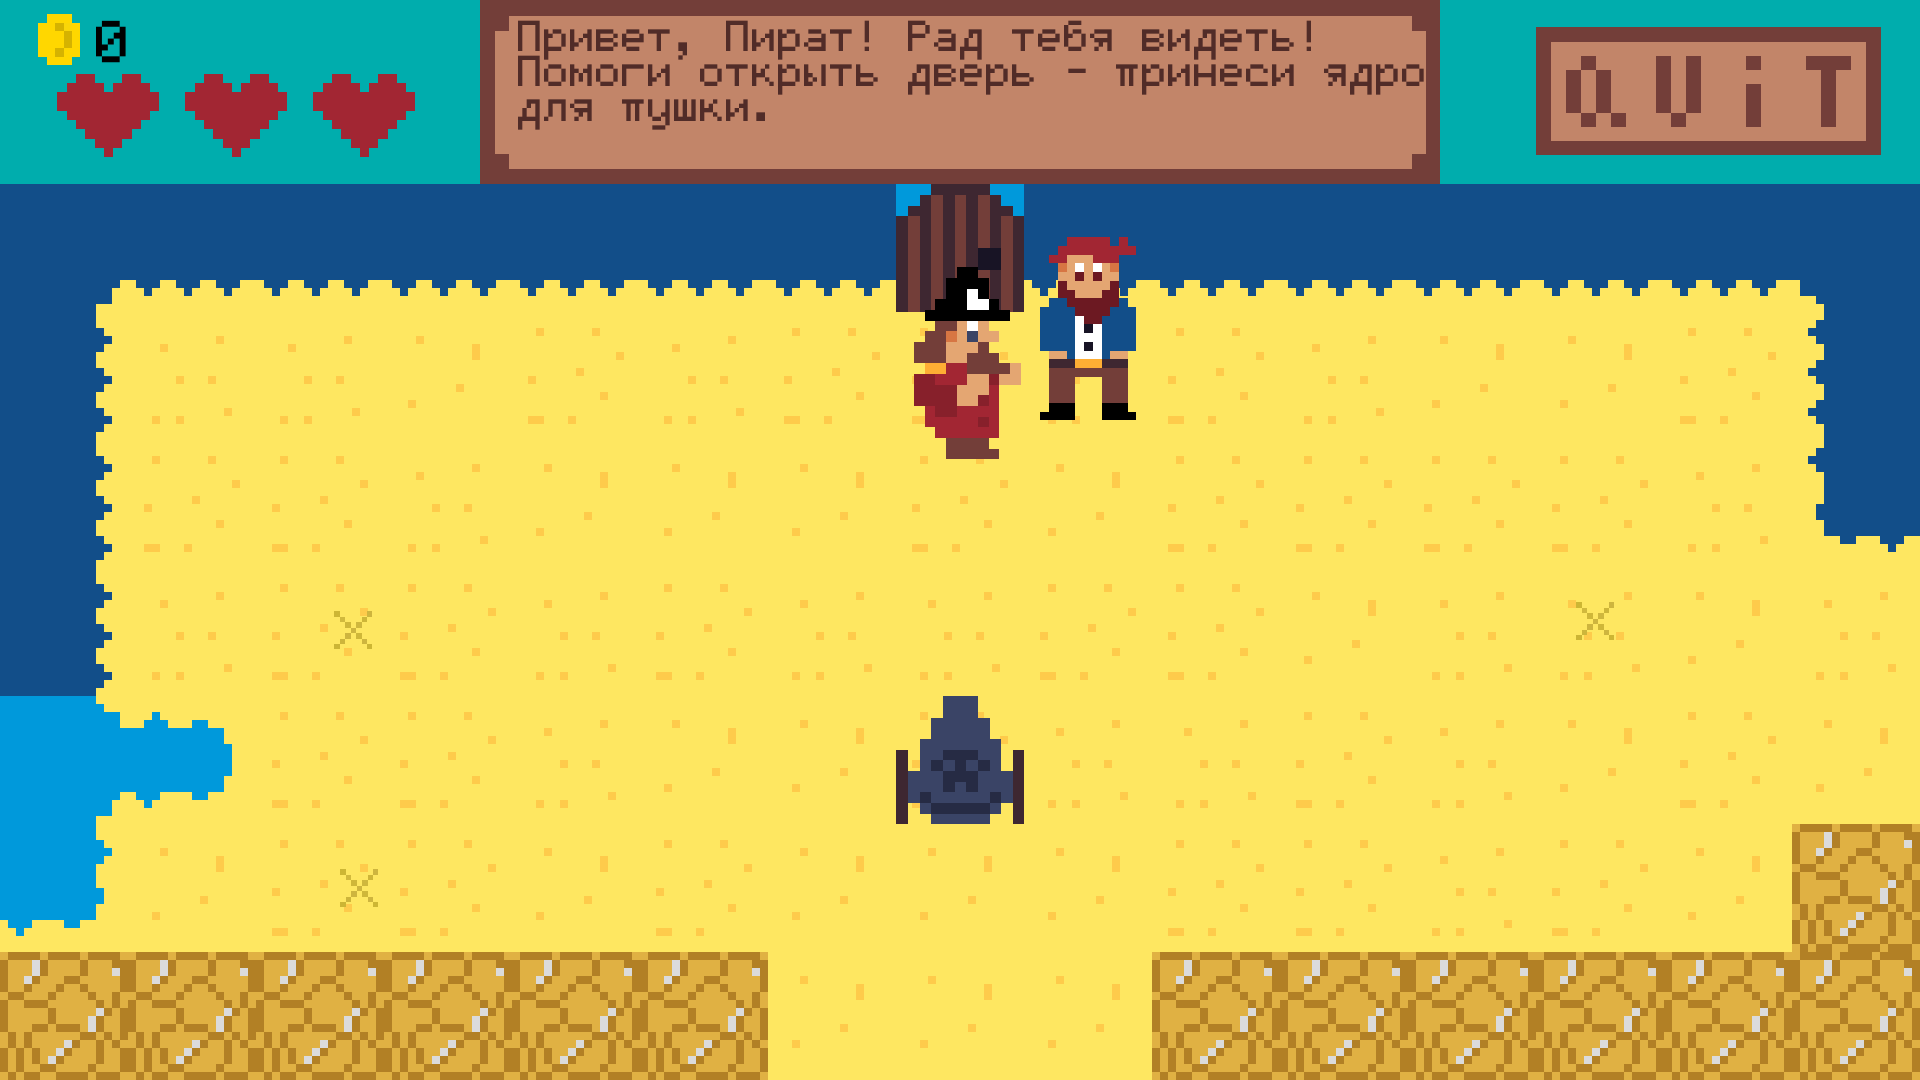 0
Привет, Пират! Рад тебя видеть!
Помоги открыть дверь - принеси ядро
для пушки.
QUiT